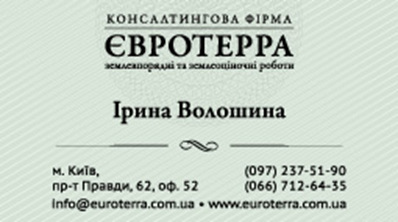 КОНСАЛТИНГОВА ФІРМА
ЄВРОТЕРРА
землевпорядні та землеоціночні роботи
Ірина Волошина
м. Київ,
пр-т Правди, 62, оф. 52
(097) 237-51-90
(066) 712-64-35
info@euroterra.com.ua • www.euroterra.com.ua